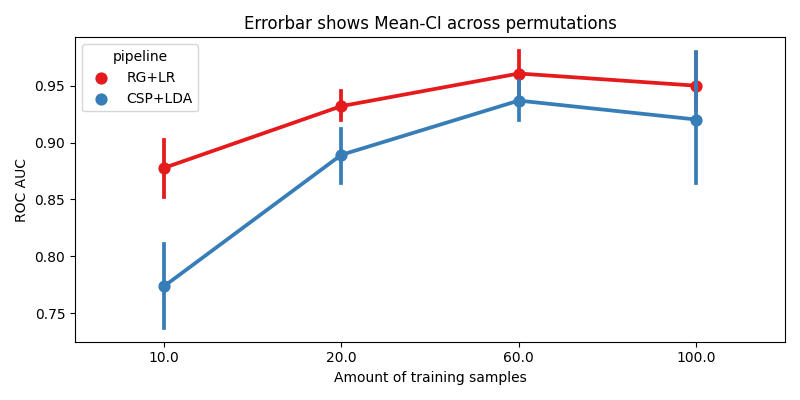 Errorbar shows Mean-CI across permutations
pipeline
RG+LR
CSP+LDA
ROC AUC
0.95
0.90
0.85
0.80
0.75
10.0 20.0 60.0 100.0
Amount of training samples